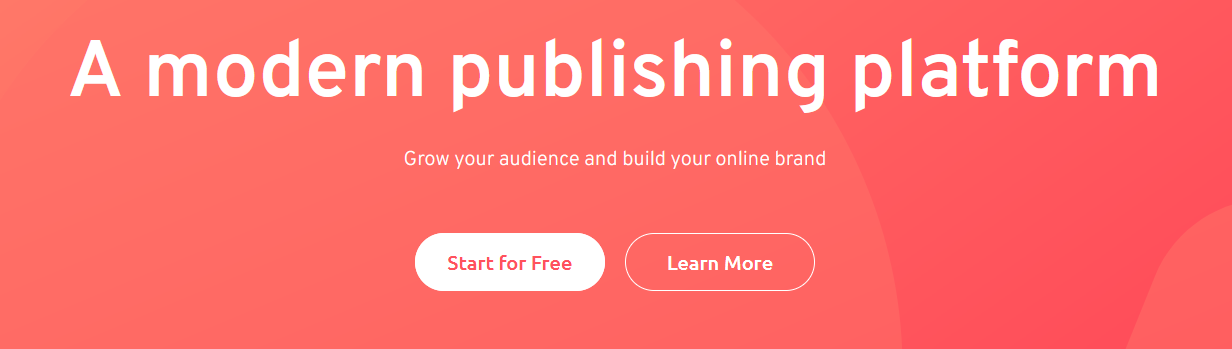 A modern publishing platform
Grow your audience and build your online brand
Start for Free
Learn More